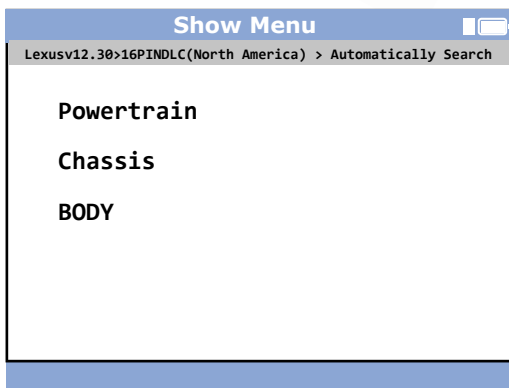 Show Menu
Lexusv12.30>16PINDLC(North America) > Automatically Search
Powertrain
Chassis
BODY